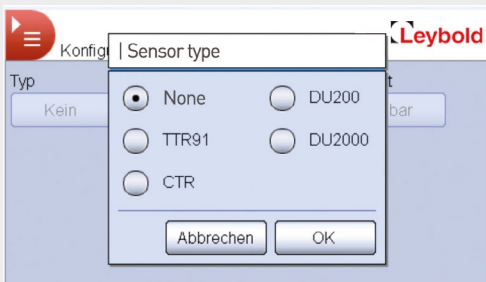 Leybold
Konfig
| Sensor type
Typ
t
Kein
bar
None
DU200
TTR91
DU2000
CTR
Abbrechen
OK